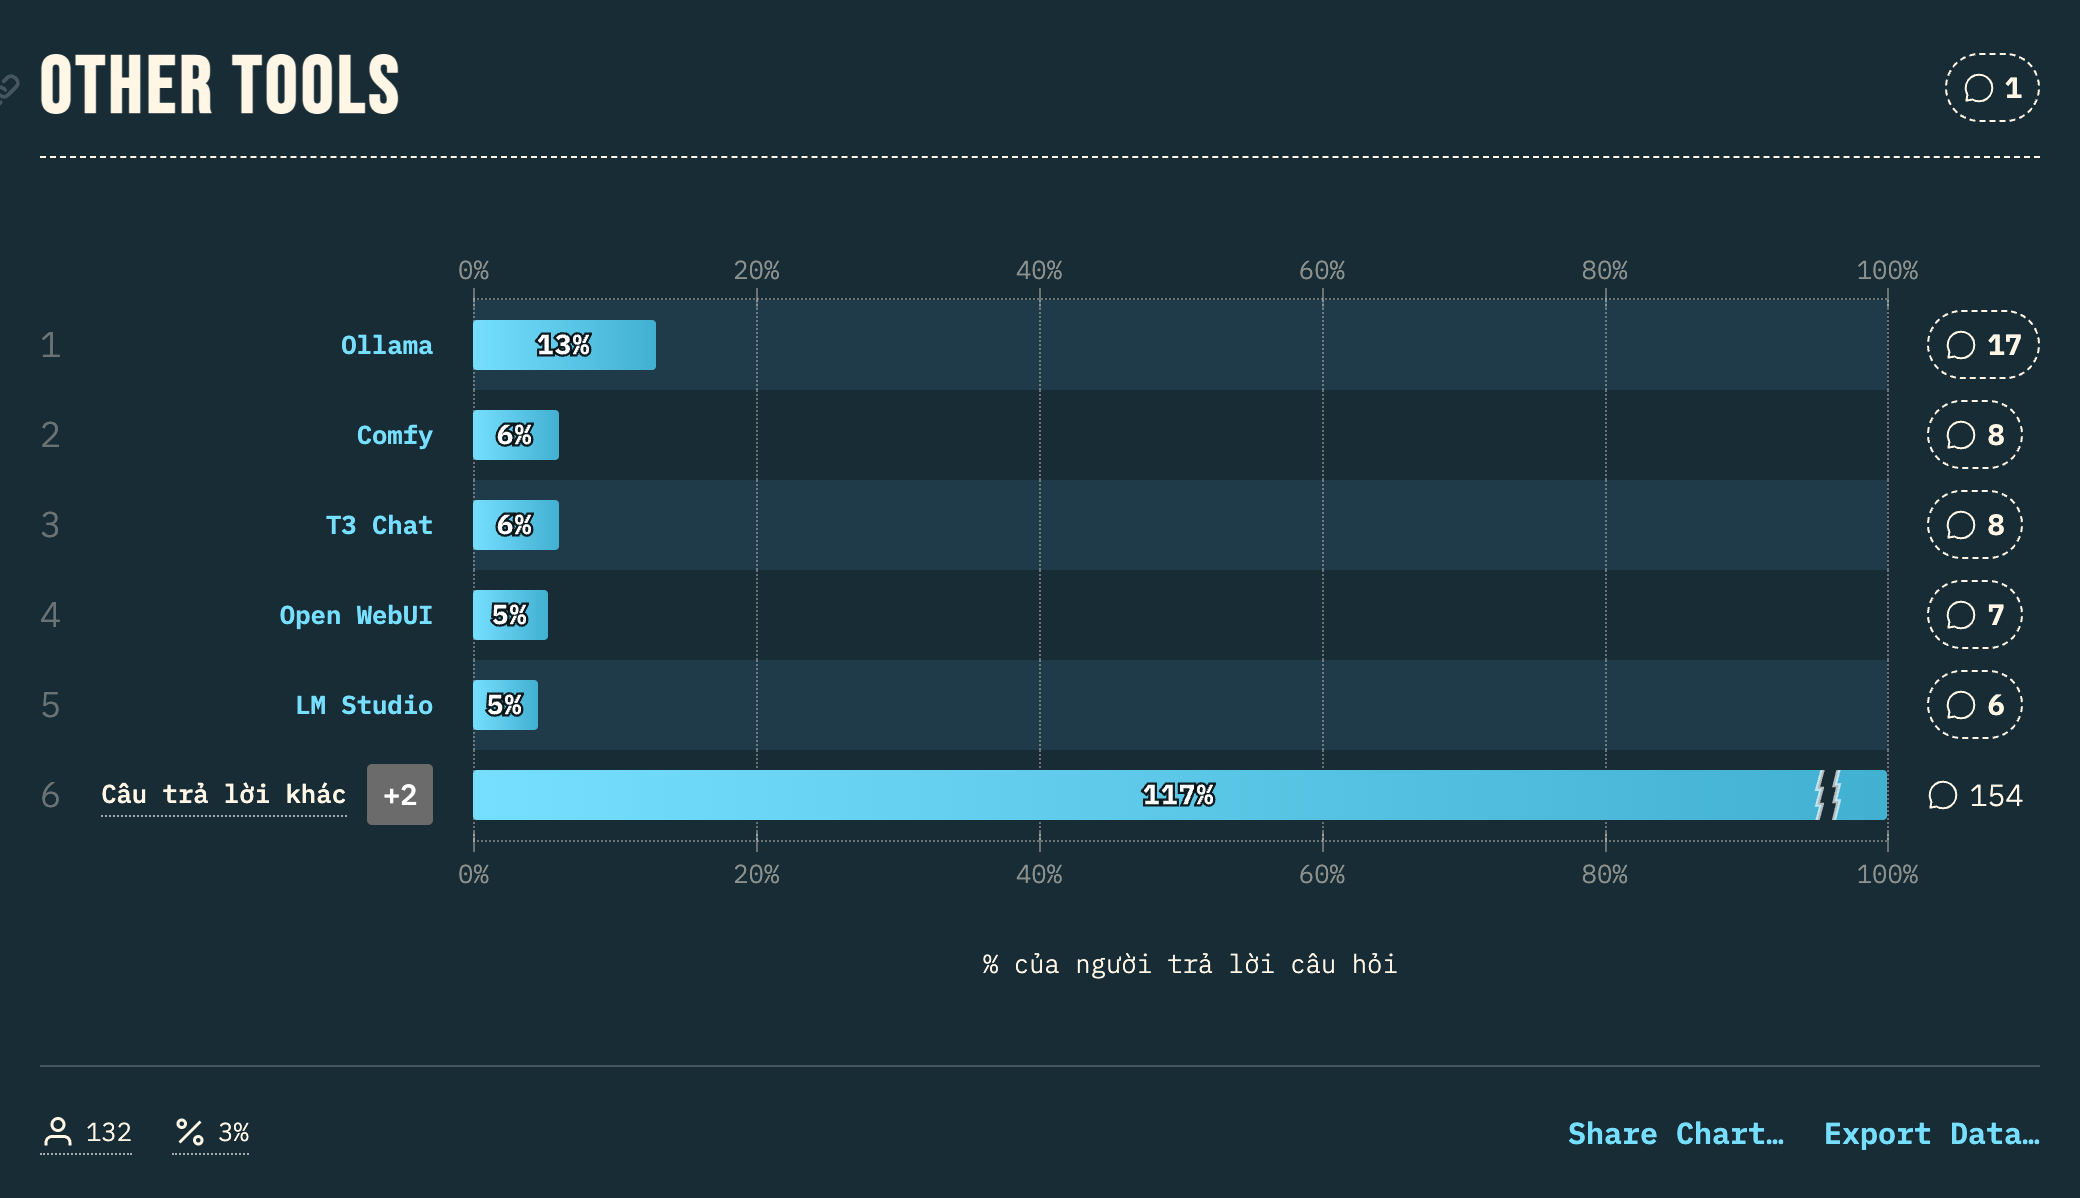 OTHER TOOLS
1
0% 20% 40% 60% 80% 100%
1 Ollama 13% 17
2 Comfy 6% 8
3 T3 Chat 6% 8
4 Open WebUI 5% 7
5 LM Studio 5% 6
6 Câu trả lời khác +2 117% 154
0% 20% 40% 60% 80% 100%
% của người trả lời câu hỏi
132 3% Share Chart… Export Data…